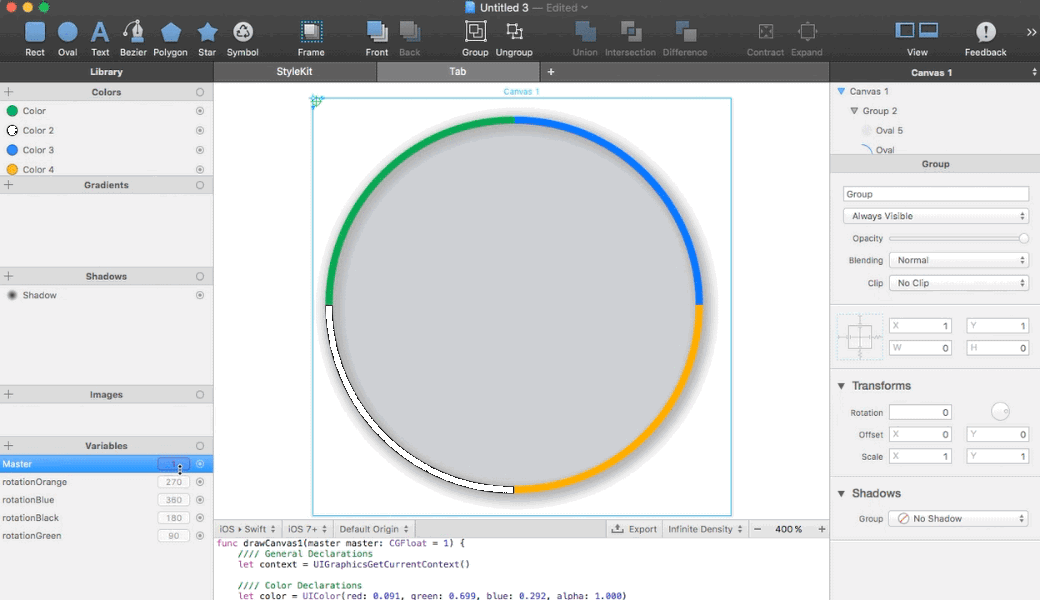 Untitled 3 — Edited
Rect Oval Text Bezier Polygon Star Symbol Frame Front Back Group Ungroup Union Intersection Difference Contract Expand View Feedback
Library StyleKit Tab + Canvas 1
Colors
Color
Color 2
Color 3
Color 4
Gradients
Shadows
Shadow
Images
Variables
Master 1
rotationOrange 270
rotationBlue 360
rotationBlack 180
rotationGreen 90
Canvas 1
iOS ▸ Swift iOS 7+ Default Origin Export Infinite Density − 400 % +
func drawCanvas1(master master: CGFloat = 1) {
//// General Declarations
let context = UIGraphicsGetCurrentContext()
//// Color Declarations
let color = UIColor(red: 0.091, green: 0.699, blue: 0.292, alpha: 1.000)
Canvas 1
Group 2
Oval 5
Oval
Group
Group
Always Visible
Opacity
Blending Normal
Clip No Clip
X 1 Y 1
W 0 H 0
Transforms
Rotation 0
Offset X 0 Y 0
Scale X 1 Y 1
Shadows
Group No Shadow